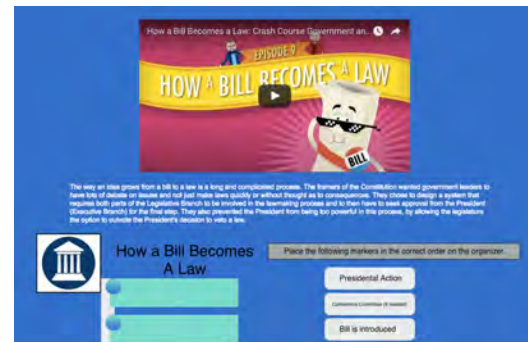 How a Bill Becomes a Law: Crash Course Government an...
EPISODE 9
HOW A BILL BECOMES A LAW
BILL
The way an idea grows from a bill to a law is a long and complicated process. The framers of the Constitution wanted government leaders to
have lots of debate on issues and not just make laws quickly or without thought as to consequences. They chose to design a system that
requires both parts of the Legislative Branch to be involved in the lawmaking process and to then have to seek approval from the President
(Executive Branch) for the final step. They also prevented the President from being too powerful in this process, by allowing the legislators
the option to outvote the President's decision to veto a law.
How a Bill Becomes
A Law
Place the following markers in the correct order on the organizer.
Presidental Action
Conference Committee (if needed)
Bill is introduced